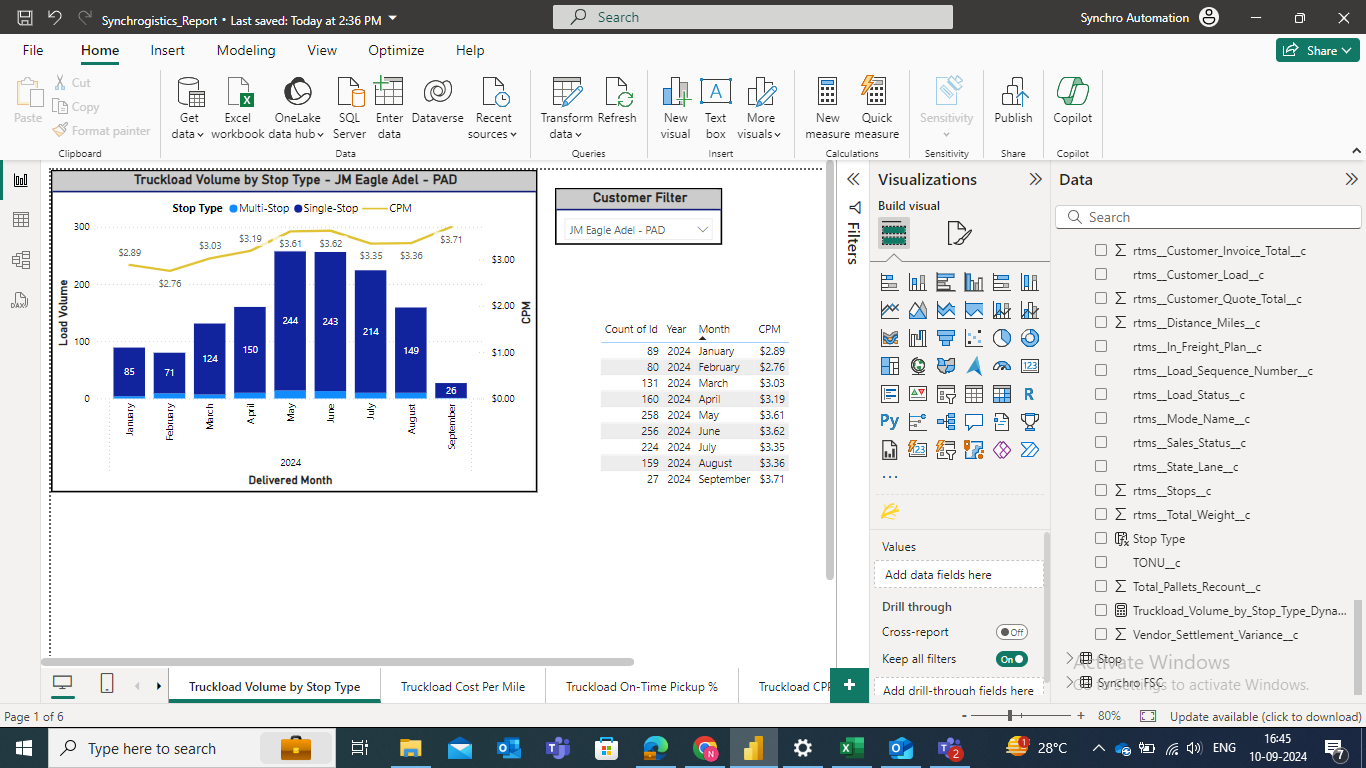 Synchrogistics_Report • Last saved: Today at 2:36 PM
Search
Synchro Automation
File Home Insert Modeling View Optimize Help
Share
Paste
Cut
Copy
Format painter
Clipboard
Get data
Excel workbook
OneLake data hub
SQL Server
Enter data
Dataverse
Recent sources
Data
Transform data
Refresh
Queries
New visual
Text box
More visuals
Insert
New measure
Quick measure
Calculations
Sensitivity
Sensitivity
Publish
Share
Copilot
Copilot
Truckload Volume by Stop Type - JM Eagle Adel - PAD
Stop Type Multi-Stop Single-Stop CPM
Load Volume
300
200
100
0
$2.89
$2.76
$3.03
$3.19
$3.61
$3.62
$3.35
$3.36
$3.71
85
71
124
150
244
243
214
149
26
$3.00
$2.00
$1.00
$0.00
CPM
January
February
March
April
May
June
July
August
September
2024
Delivered Month
Customer Filter
JM Eagle Adel - PAD
Count of Id Year Month CPM
89 2024 January $2.89
80 2024 February $2.76
131 2024 March $3.03
160 2024 April $3.19
258 2024 May $3.61
256 2024 June $3.62
224 2024 July $3.35
159 2024 August $3.36
27 2024 September $3.71
Filters
Visualizations
Build visual
R
Py
123
Values
Add data fields here
Drill through
Cross-report
Off
Keep all filters
On
Add drill-through fields here
Data
Search
rtms__Customer_Invoice_Total__c
rtms__Customer_Load__c
rtms__Customer_Quote_Total__c
rtms__Distance_Miles__c
rtms__In_Freight_Plan__c
rtms__Load_Sequence_Number__c
rtms__Load_Status__c
rtms__Mode_Name__c
rtms__Sales_Status__c
rtms__State_Lane__c
rtms__Stops__c
rtms__Total_Weight__c
Stop Type
TONU__c
Total_Pallets_Recount__c
Truckload_Volume_by_Stop_Type_Dyna...
Vendor_Settlement_Variance__c
Stop
Synchro FSC
Activate Windows
Go to Settings to activate Windows.
Truckload Volume by Stop Type
Truckload Cost Per Mile
Truckload On-Time Pickup %
Truckload CP
Page 1 of 6
- + 80%
Update available (click to download)
Type here to search
28°C
ENG
16:45
10-09-2024